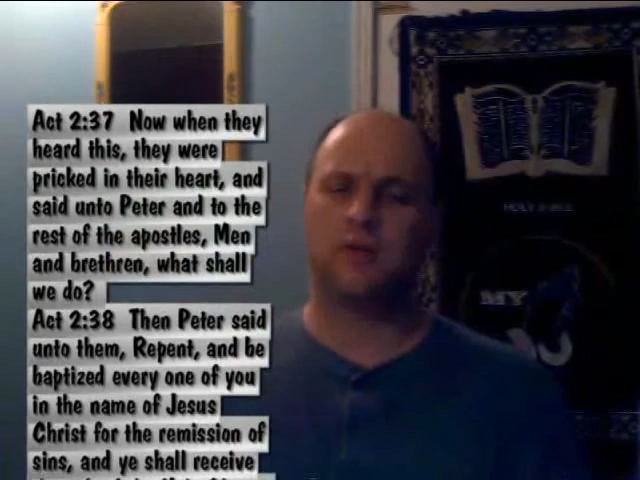 Act 2:37 Now when they
heard this, they were
pricked in their heart, and
said unto Peter and to the
rest of the apostles, Men
and brethren, what shall
we do?
Act 2:38 Then Peter said
unto them, Repent, and be
baptized every one of you
in the name of Jesus
Christ for the remission of
sins, and ye shall receive
HOLY BIBLE
MY